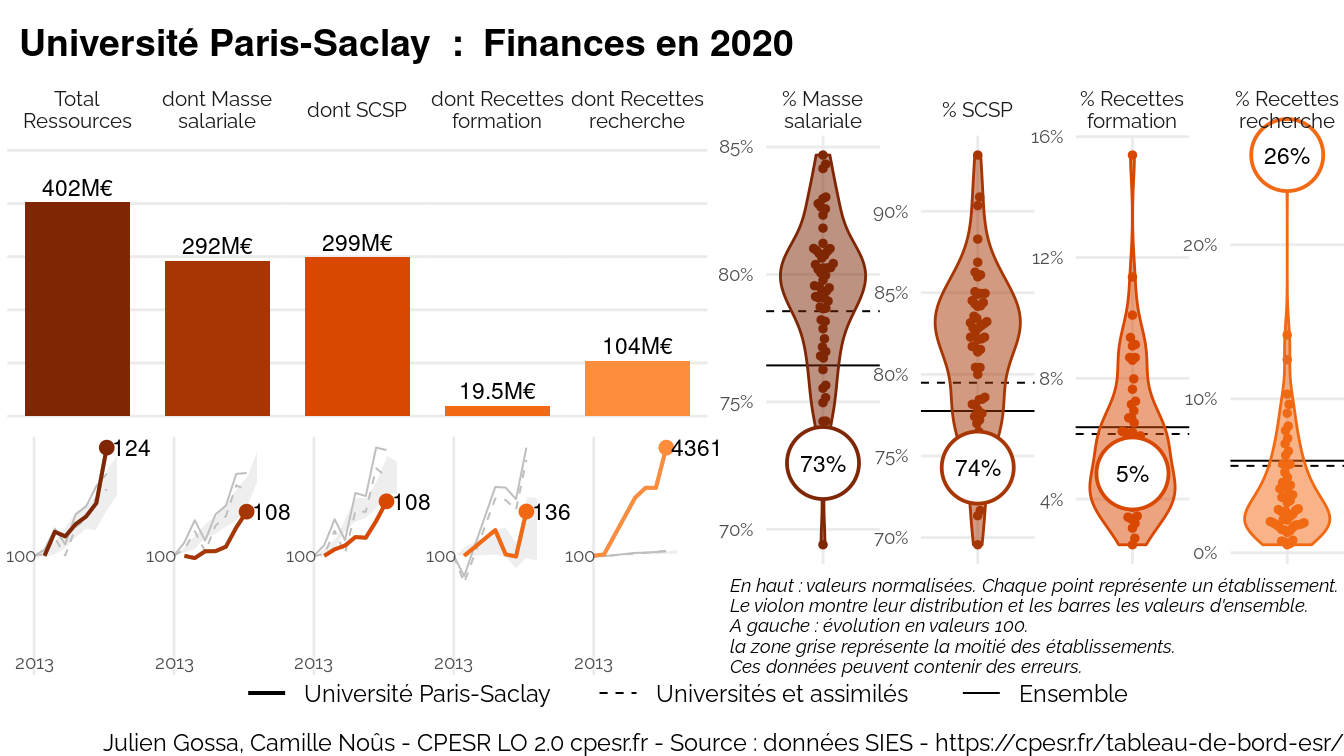 Université Paris-Saclay : Finances en 2020
Total
Ressources
dont Masse
salariale
dont SCSP
dont Recettes
formation
dont Recettes
recherche
402M€
292M€
299M€
19.5M€
104M€
124
100
2013
108
100
2013
108
100
2013
136
100
2013
4361
100
2013
% Masse
salariale
85%
80%
75%
70%
73%
% SCSP
90%
85%
80%
75%
70%
74%
% Recettes
formation
16%
12%
8%
4%
5%
% Recettes
recherche
20%
10%
0%
26%
En haut : valeurs normalisées. Chaque point représente un établissement.
Le violon montre leur distribution et les barres les valeurs d'ensemble.
A gauche : évolution en valeurs 100.
la zone grise représente la moitié des établissements.
Ces données peuvent contenir des erreurs.
Université Paris-Saclay
Universités et assimilés
Ensemble
Julien Gossa, Camille Noûs - CPESR LO 2.0 cpesr.fr - Source : données SIES - https://cpesr.fr/tableau-de-bord-esr/